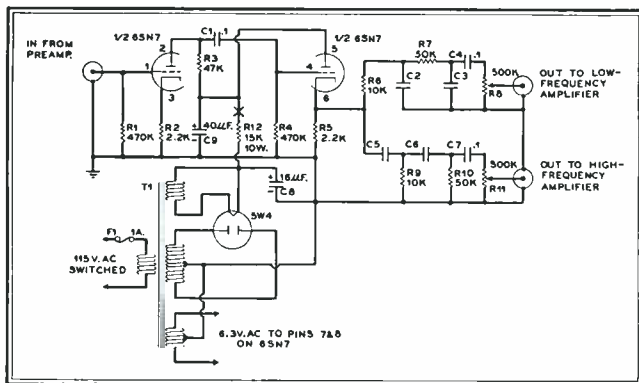 IN FROM
PREAMP.
1/2 6SN7
C1 .1
1/2 6SN7
2
1
3
5
4
6
R3
47K
R1
470K
R2
2.2K
40µF.
C9
R12
15K
10W.
R4
470K
R5
2.2K
R6
10K
R7
50K
C4 .1
C2
C3
500K
R8
OUT TO LOW-
FREQUENCY
AMPLIFIER
C5
C6
C7 .1
R9
10K
R10
50K
500K
R11
OUT TO HIGH-
FREQUENCY
AMPLIFIER
T1
16µF.
C8
5W4
F1 1A.
115V.AC
SWITCHED
6.3V.AC TO PINS 7&8
ON 6SN7